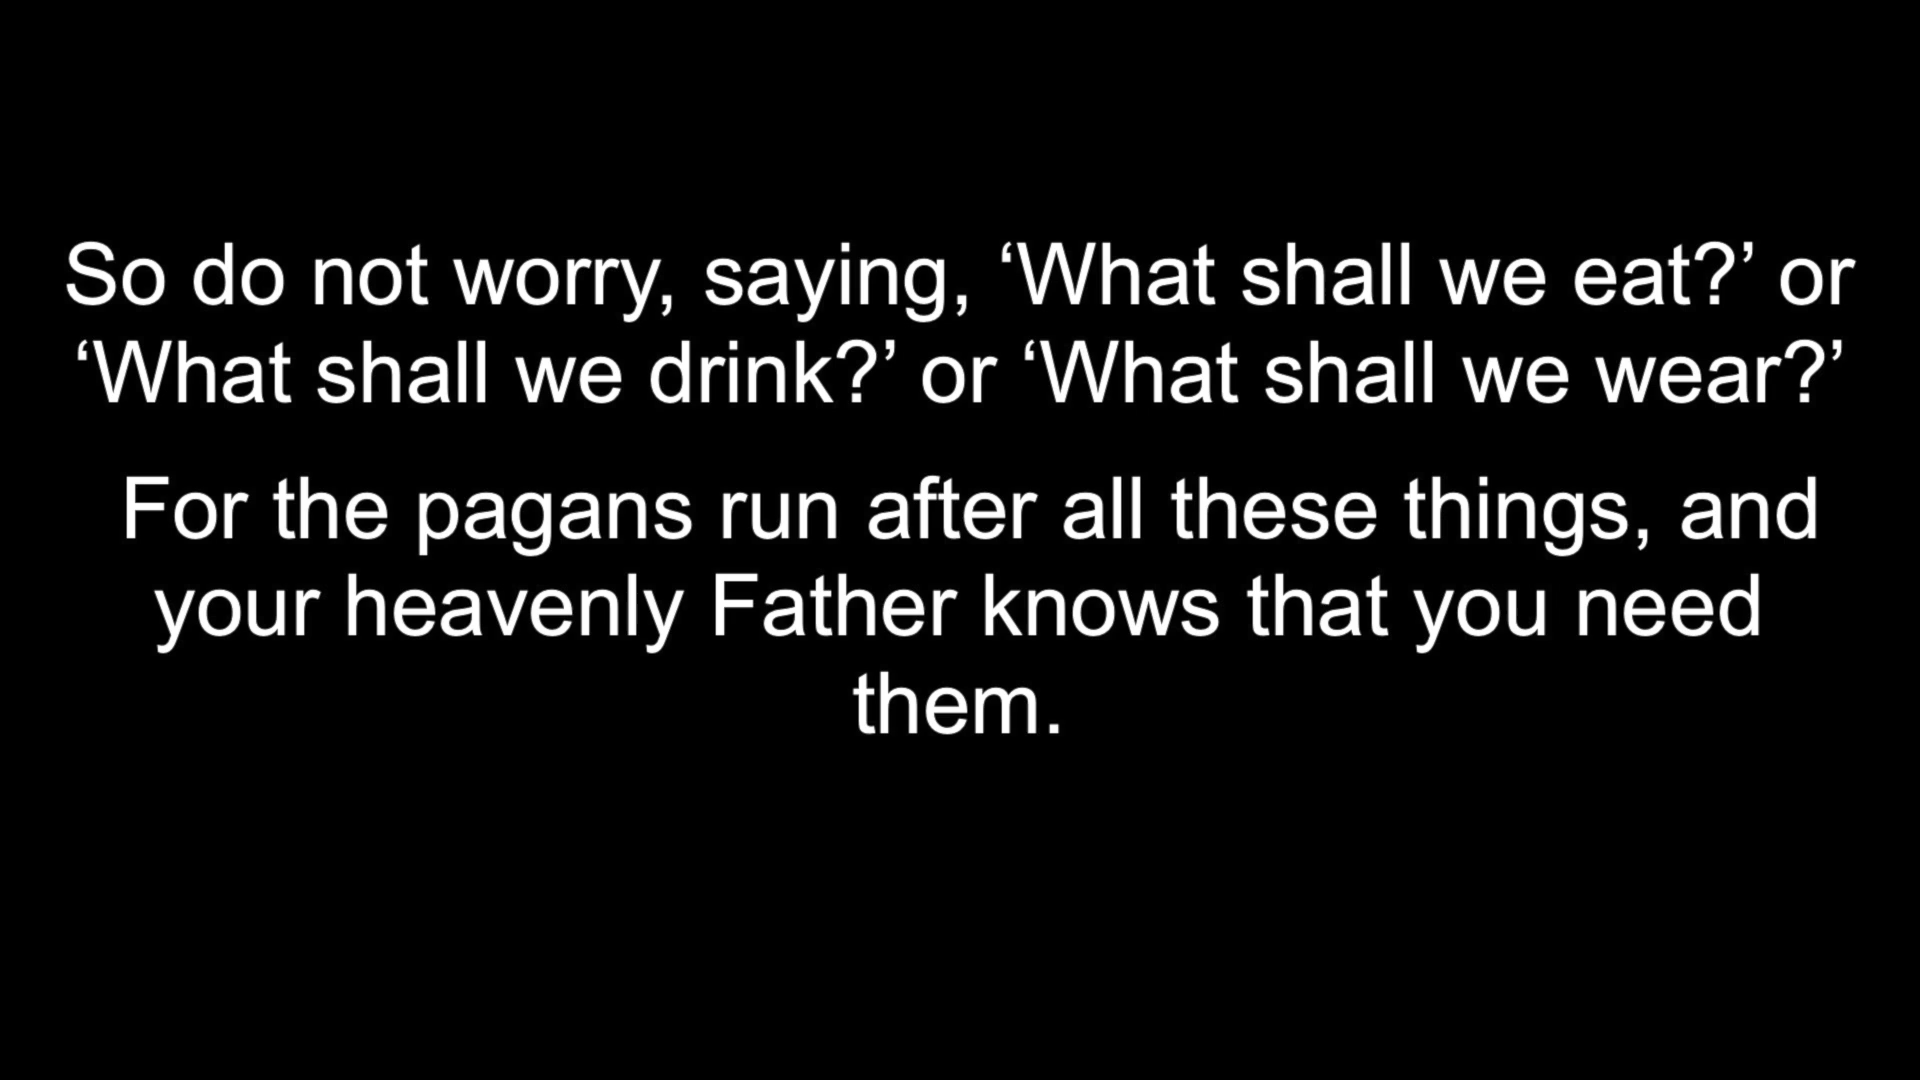 So do not worry, saying, ‘What shall we eat?’ or
‘What shall we drink?’ or ‘What shall we wear?’
For the pagans run after all these things, and
your heavenly Father knows that you need
them.